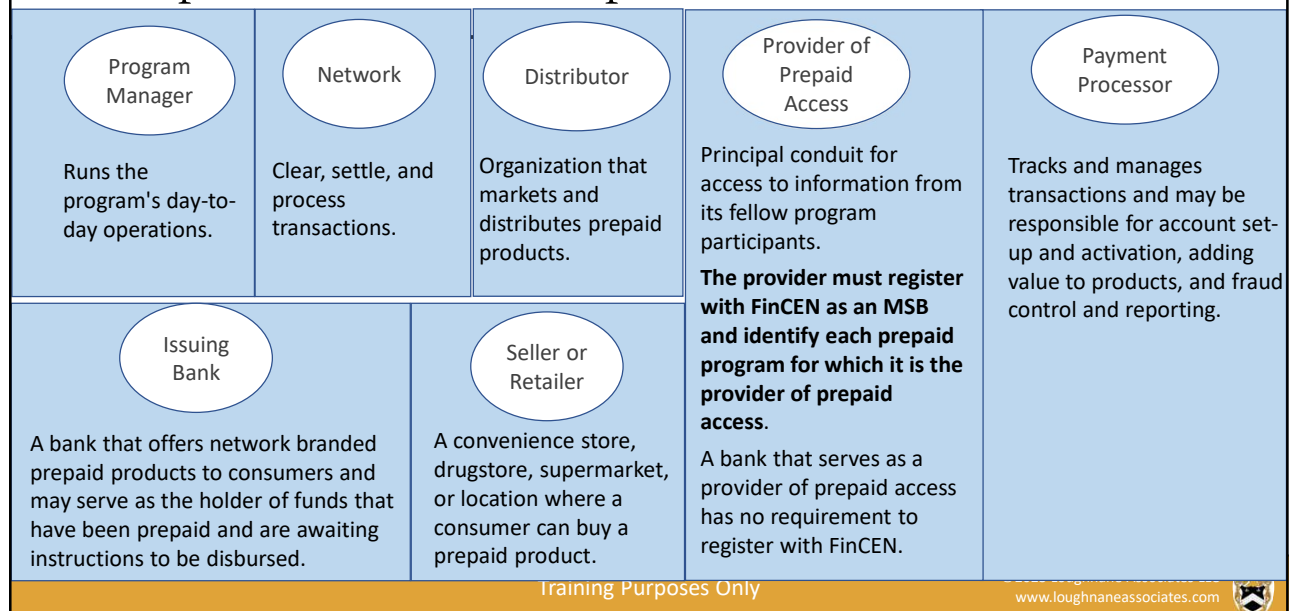 Program
Manager
Runs the
program's day-to-
day operations.
Network
Clear, settle, and
process
transactions.
Distributor
Organization that
markets and
distributes prepaid
products.
Provider of
Prepaid
Access
Principal conduit for
access to information from
its fellow program
participants.
The provider must register
with FinCEN as an MSB
and identify each prepaid
program for which it is the
provider of prepaid
access.
A bank that serves as a
provider of prepaid access
has no requirement to
register with FinCEN.
Payment
Processor
Tracks and manages
transactions and may be
responsible for account set-
up and activation, adding
value to products, and fraud
control and reporting.
Issuing
Bank
A bank that offers network branded
prepaid products to consumers and
may serve as the holder of funds that
have been prepaid and are awaiting
instructions to be disbursed.
Seller or
Retailer
A convenience store,
drugstore, supermarket,
or location where a
consumer can buy a
prepaid product.
Training Purposes Only
www.loughnaneassociates.com